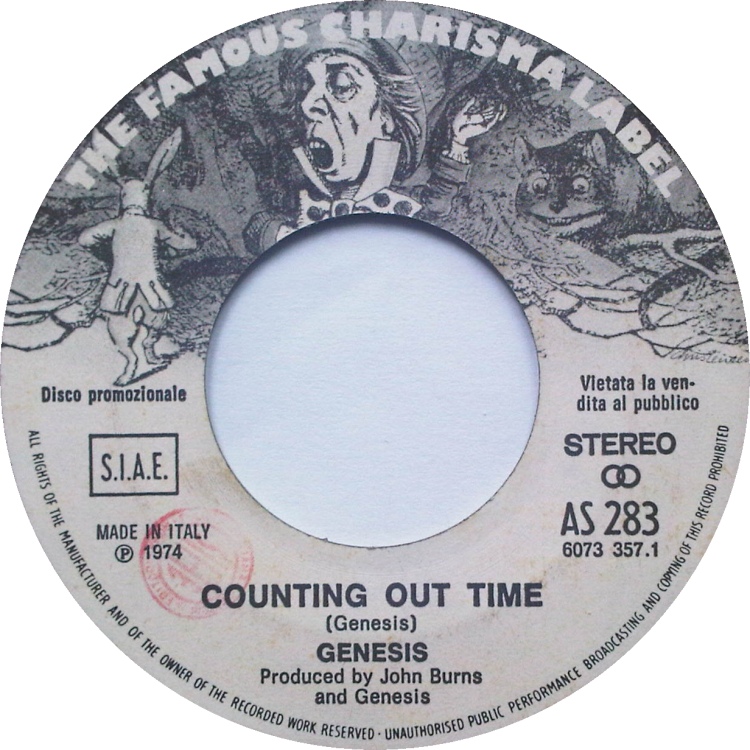 THE FAMOUS CHARISMA LABEL
Disco promozionale
Vietata la ven-
dita al pubblico
S.I.A.E.
STEREO
MADE IN ITALY
℗ 1974
AS 283
6073 357.1
COUNTING OUT TIME
(Genesis)
GENESIS
Produced by John Burns
and Genesis
ALL RIGHTS OF THE MANUFACTURER AND OF THE OWNER OF THE RECORDED WORK RESERVED · UNAUTHORISED PUBLIC PERFORMANCE BROADCASTING AND COPYING OF THIS RECORD PROHIBITED